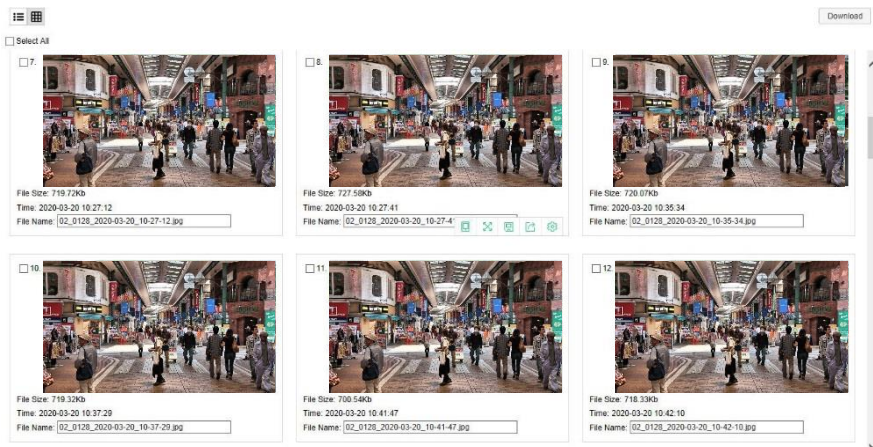 Download
Select All
7.
8.
9.
File Size: 719.72Kb
File Size: 727.58Kb
File Size: 720.07Kb
Time: 2020-03-20 10:27:12
Time: 2020-03-20 10:27:41
Time: 2020-03-20 10:35:34
File Name: 02_0128_2020-03-20_10-27-12.jpg
File Name: 02_0128_2020-03-20_10-27-4
File Name: 02_0128_2020-03-20_10-35-34.jpg
10.
11.
12.
File Size: 719.32Kb
File Size: 700.54Kb
File Size: 718.33Kb
Time: 2020-03-20 10:37:29
Time: 2020-03-20 10:41:47
Time: 2020-03-20 10:42:10
File Name: 02_0128_2020-03-20_10-37-29.jpg
File Name: 02_0128_2020-03-20_10-41-47.jpg
File Name: 02_0128_2020-03-20_10-42-10.jpg